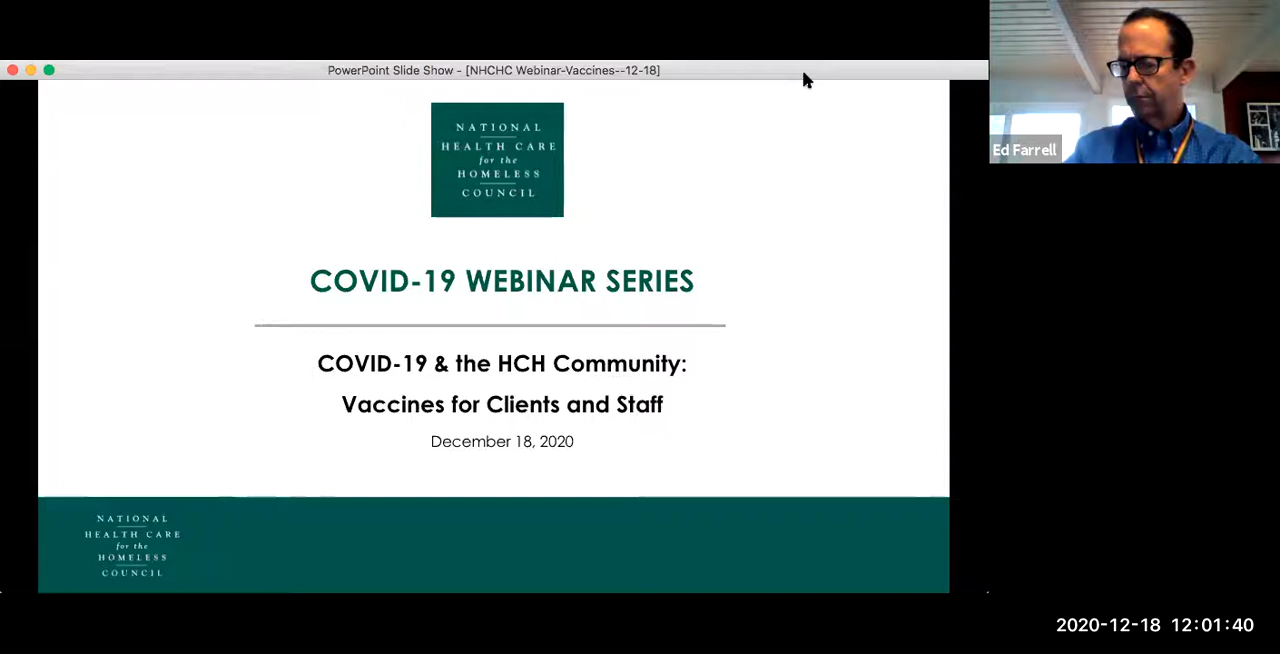 PowerPoint Slide Show - [NHCHC Webinar-Vaccines--12-18]
NATIONAL
HEALTH CARE
for the
HOMELESS
COUNCIL
COVID-19 WEBINAR SERIES
COVID-19 & the HCH Community:
Vaccines for Clients and Staff
December 18, 2020
NATIONAL
HEALTH CARE
for the
HOMELESS
COUNCIL
Ed Farrell
2020-12-18 12:01:40